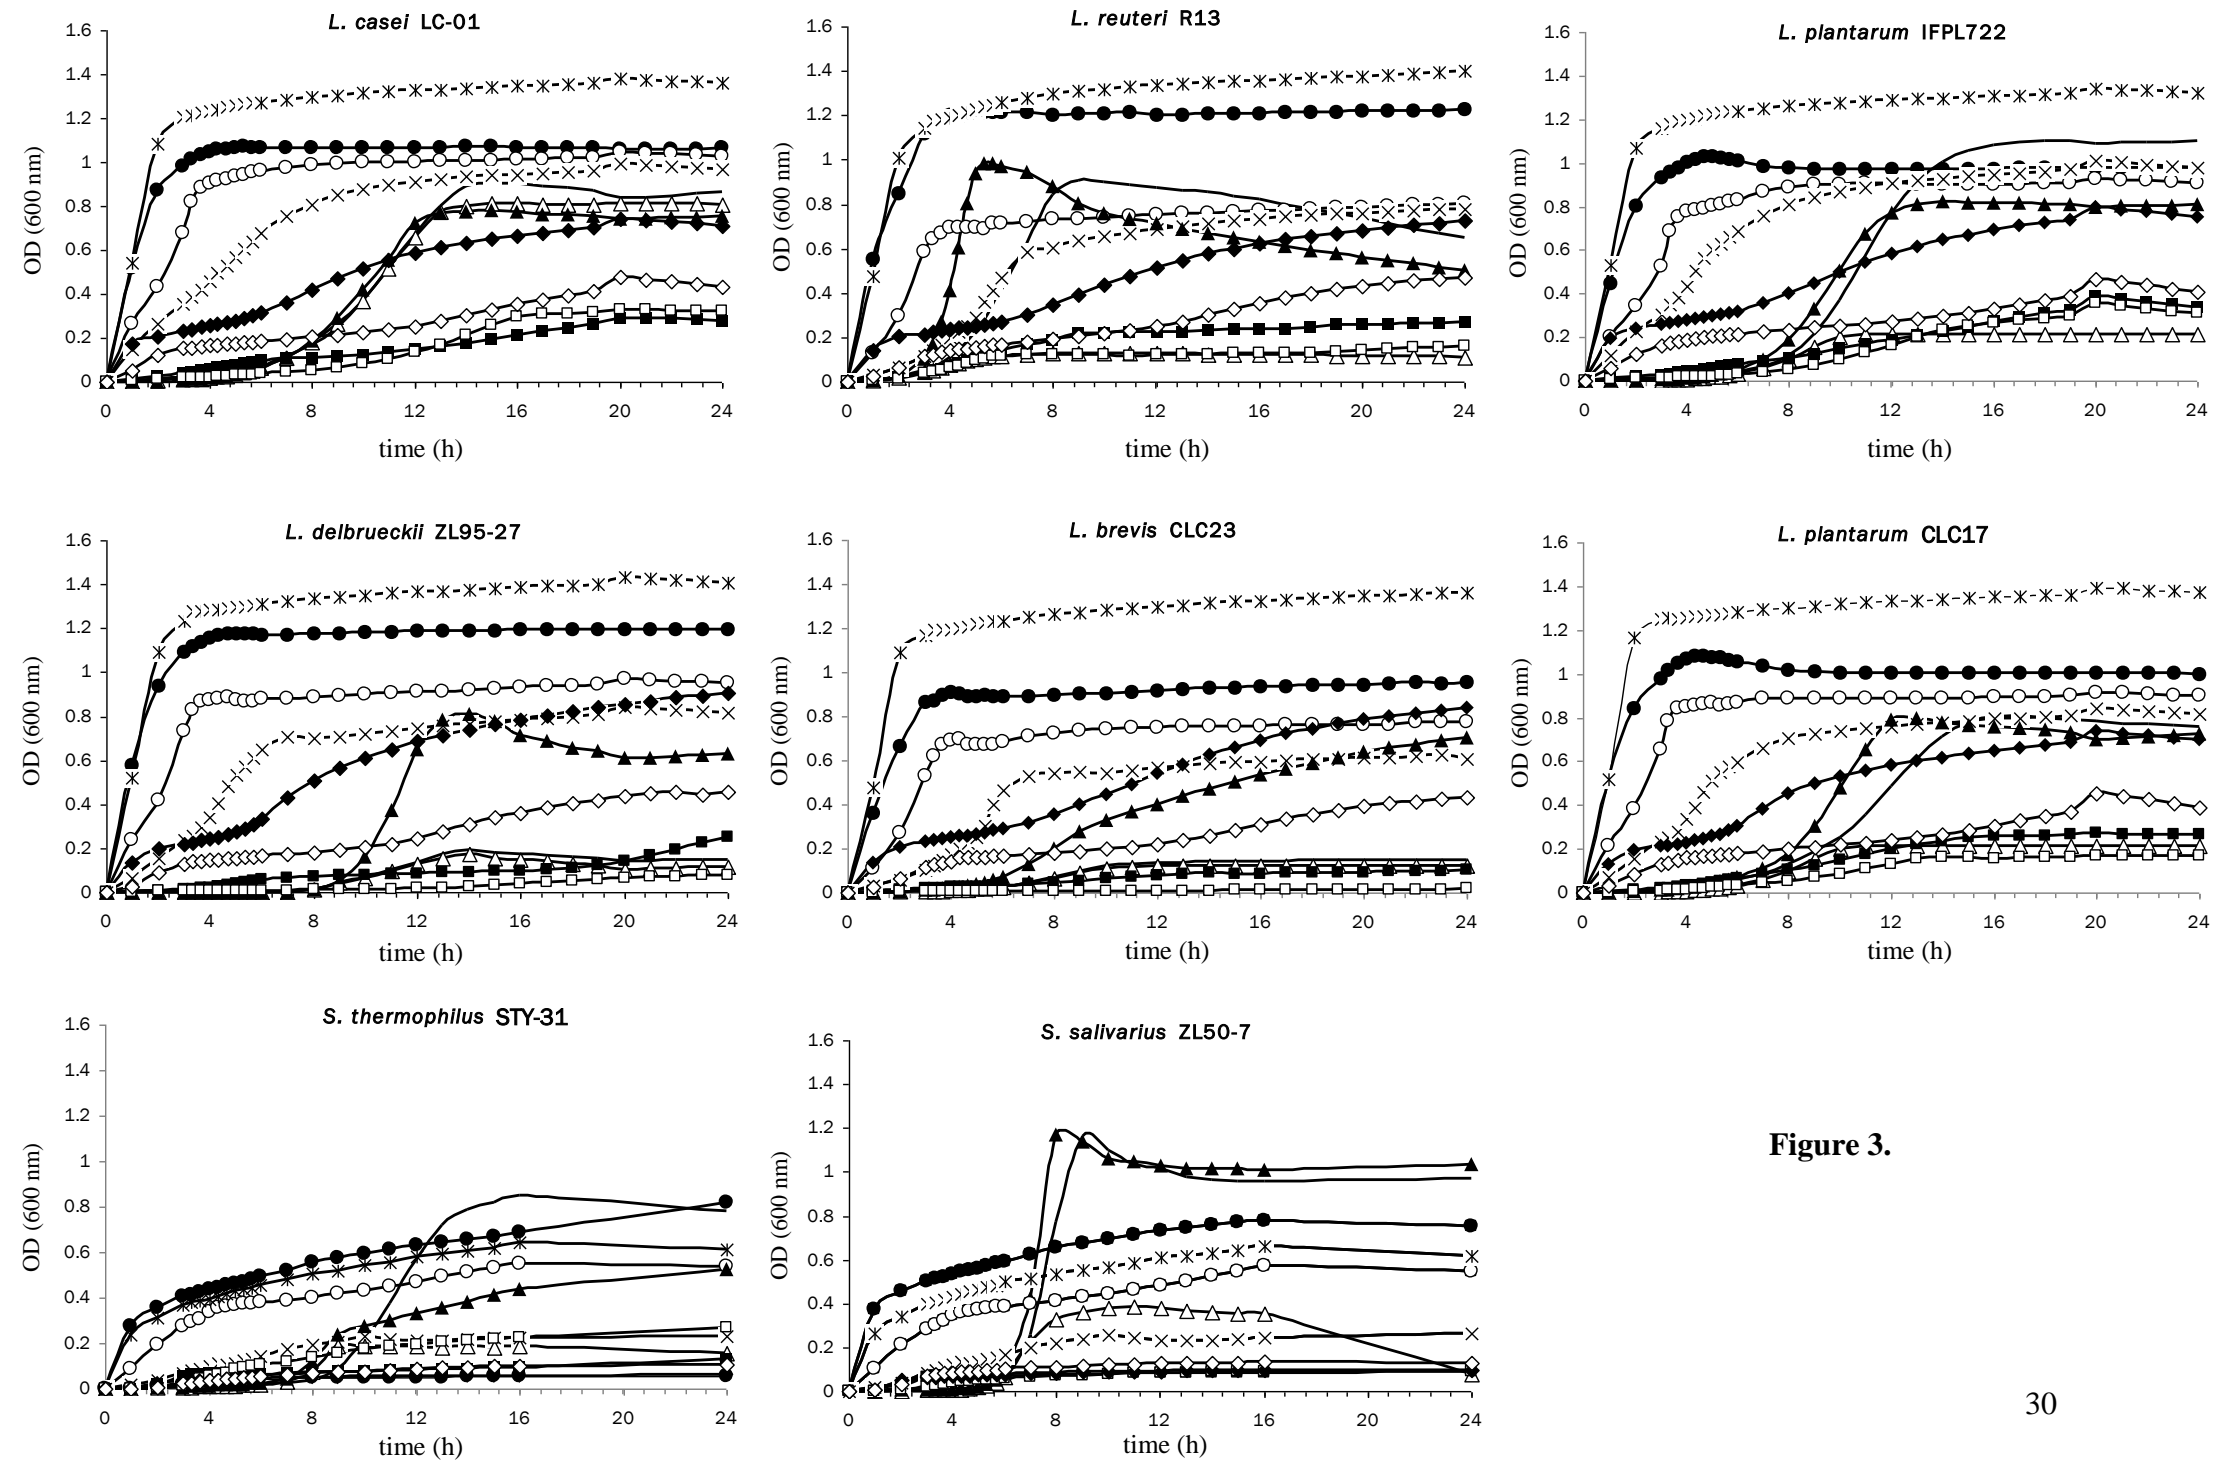 L. casei LC-01
1.6
1.4
1.2
1
0.8
0.6
0.4
0.2
0
OD (600 nm)
0 4 8 12 16 20 24
time (h)
L. reuteri R13
1.6
1.4
1.2
1
0.8
0.6
0.4
0.2
0
OD (600 nm)
0 4 8 12 16 20 24
time (h)
L. plantarum IFPL722
1.6
1.4
1.2
1
0.8
0.6
0.4
0.2
0
OD (600 nm)
0 4 8 12 16 20 24
time (h)
L. delbrueckii ZL95-27
1.6
1.4
1.2
1
0.8
0.6
0.4
0.2
0
OD (600 nm)
0 4 8 12 16 20 24
time (h)
L. brevis CLC23
1.6
1.4
1.2
1
0.8
0.6
0.4
0.2
0
OD (600 nm)
0 4 8 12 16 20 24
time (h)
L. plantarum CLC17
1.6
1.4
1.2
1
0.8
0.6
0.4
0.2
0
OD (600 nm)
0 4 8 12 16 20 24
time (h)
S. thermophilus STY-31
1.6
1.4
1.2
1
0.8
0.6
0.4
0.2
0
OD (600 nm)
0 4 8 12 16 20 24
time (h)
S. salivarius ZL50-7
1.6
1.4
1.2
1
0.8
0.6
0.4
0.2
0
OD (600 nm)
0 4 8 12 16 20 24
time (h)
Figure 3.
30